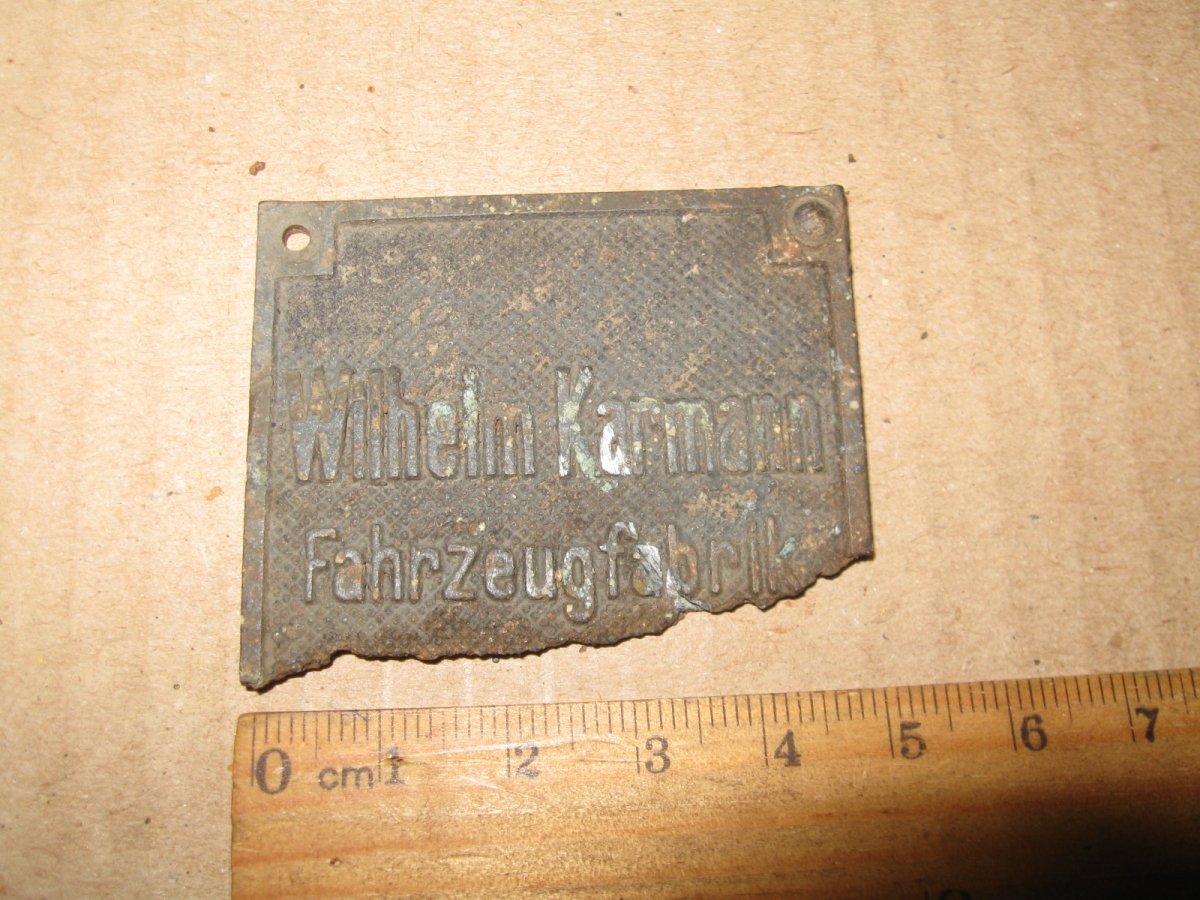 Wilhelm Karmann
Fahrzeugfabrik
0 cm 1 2 3 4 5 6 7